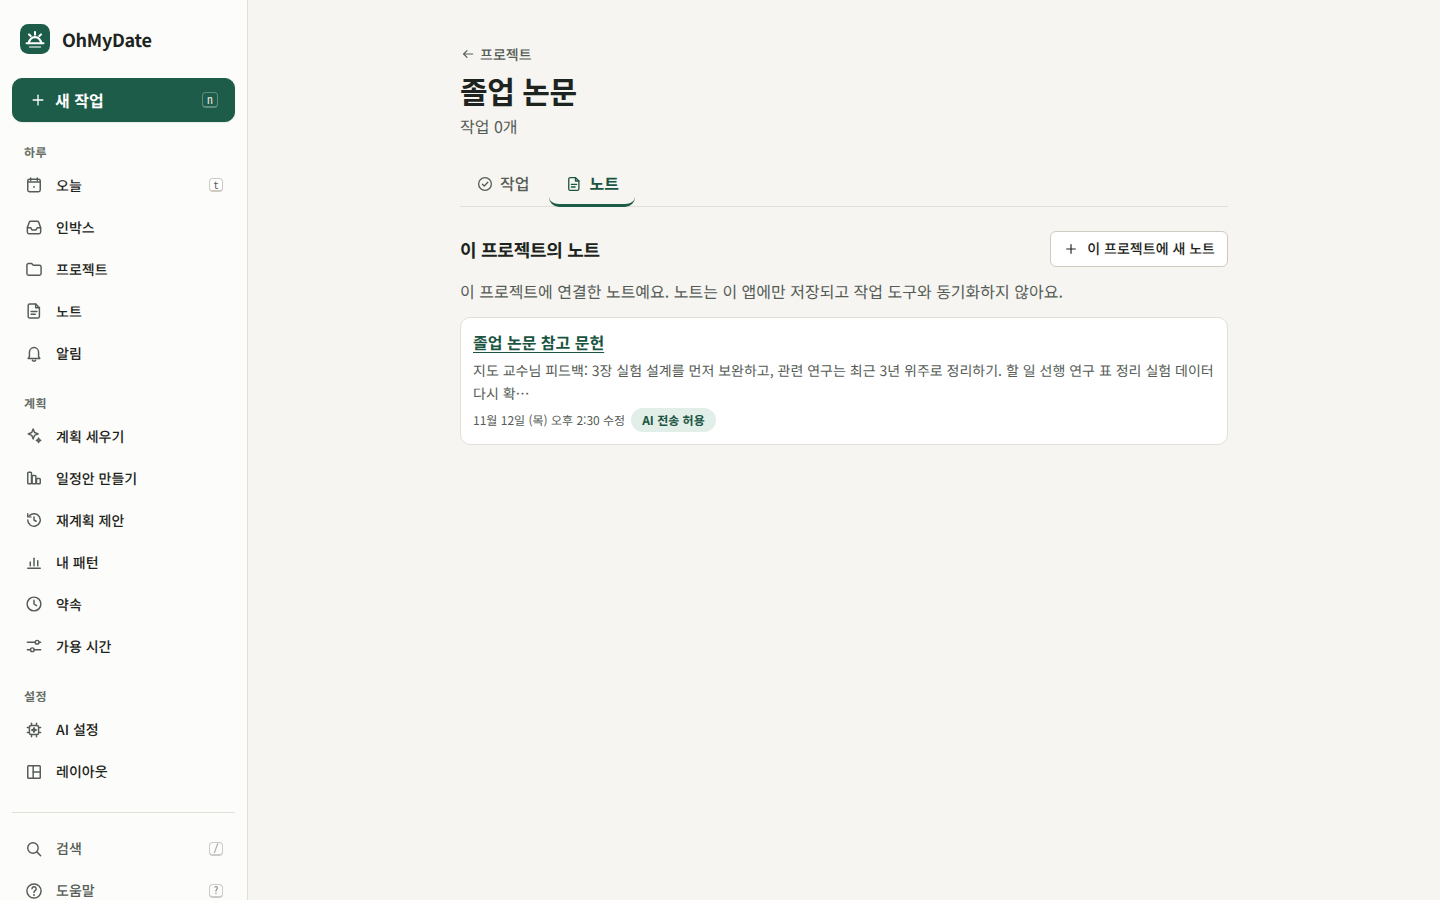 OhMyDate
새 작업 n
하루
오늘 t
인박스
프로젝트
노트
알림
계획
계획 세우기
일정안 만들기
재계획 제안
내 패턴
약속
가용 시간
설정
AI 설정
레이아웃
검색 /
도움말 ?
← 프로젝트
졸업 논문
작업 0개
작업 노트
이 프로젝트의 노트
이 프로젝트에 새 노트
이 프로젝트에 연결한 노트예요. 노트는 이 앱에만 저장되고 작업 도구와 동기화하지 않아요.
졸업 논문 참고 문헌
지도 교수님 피드백: 3장 실험 설계를 먼저 보완하고, 관련 연구는 최근 3년 위주로 정리하기. 할 일 선행 연구 표 정리 실험 데이터
다시 확…
11월 12일 (목) 오후 2:30 수정 AI 전송 허용